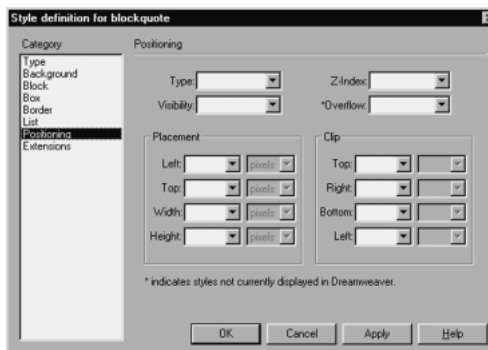 Style definition for blockquote
Category
Type
Background
Block
Box
Border
List
Positioning
Extensions
Positioning
Type:
Z-Index:
Visibility:
*Overflow:
Placement
Left: pixels
Top: pixels
Width: pixels
Height: pixels
Clip
Top:
Right:
Bottom:
Left:
* indicates styles not currently displayed in Dreamweaver.
OK Cancel Apply Help